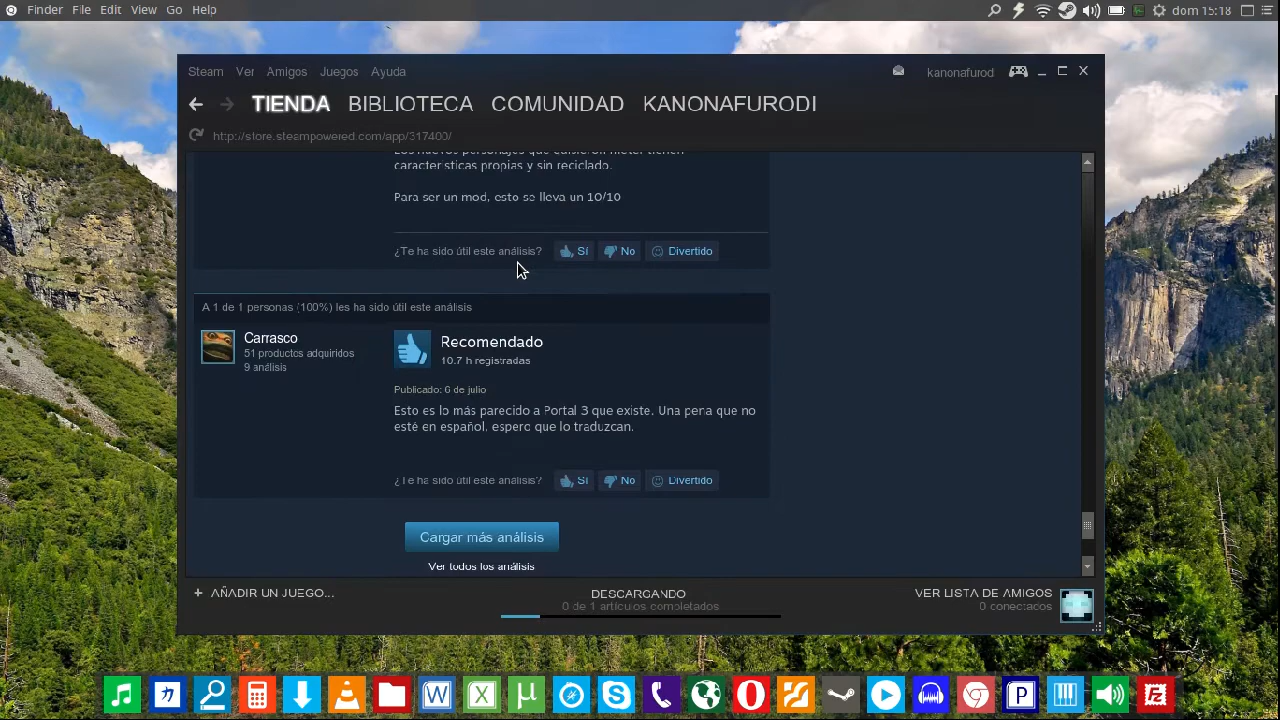 Finder File Edit View Go Help
dom 15:18
Steam Ver Amigos Juegos Ayuda
kanonafurod
TIENDA BIBLIOTECA COMUNIDAD KANONAFURODI
http://store.steampowered.com/app/317400/
características propias y sin reciclado.
Para ser un mod, esto se lleva un 10/10
¿Te ha sido útil este análisis? Sí No Divertido
A 1 de 1 personas (100%) les ha sido útil este análisis
Carrasco
51 productos adquiridos
9 análisis
Recomendado
10.7 h registradas
Publicado: 6 de julio
Esto es lo más parecido a Portal 3 que existe. Una pena que no
esté en español, espero que lo traduzcan.
¿Te ha sido útil este análisis? Sí No Divertido
Cargar más análisis
Ver todos los análisis
+ AÑADIR UN JUEGO...
DESCARGANDO
0 de 1 artículos completados
VER LISTA DE AMIGOS
0 conectados